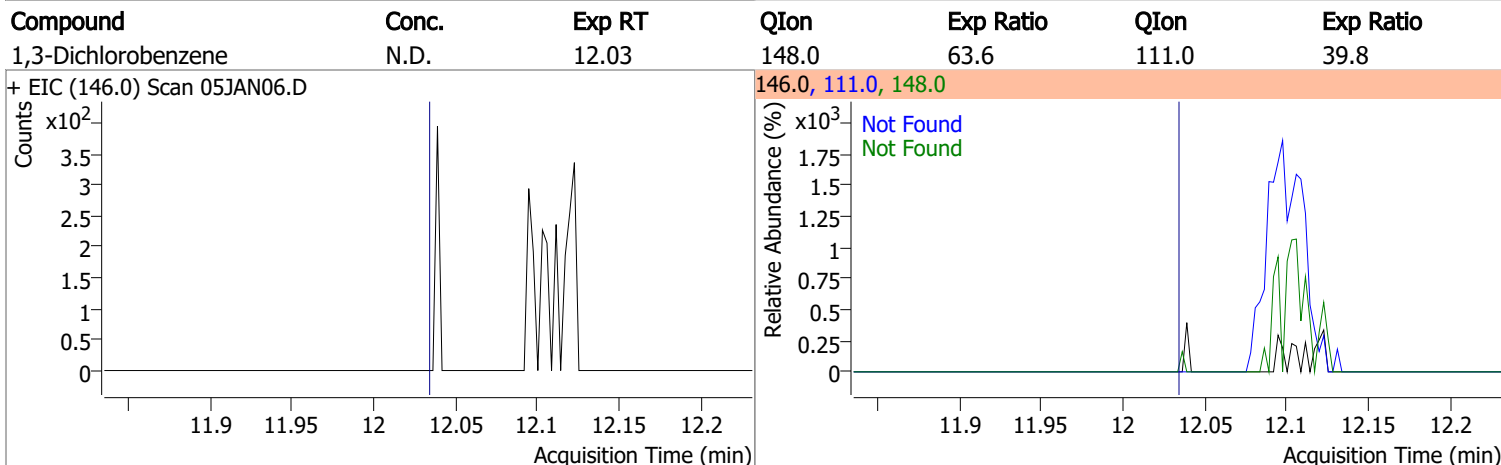 Compound Conc. Exp RT QIon Exp Ratio QIon Exp Ratio
1,3-Dichlorobenzene N.D. 12.03 148.0 63.6 111.0 39.8
+ EIC (146.0) Scan 05JAN06.D
Counts
x10²
3.5
3
2.5
2
1.5
1
0.5
0
11.9 11.95 12 12.05 12.1 12.15 12.2
Acquisition Time (min)
146.0, 111.0, 148.0
Relative Abundance (%)
x10³
Not Found
Not Found
1.75
1.5
1.25
1
0.75
0.5
0.25
0
11.9 11.95 12 12.05 12.1 12.15 12.2
Acquisition Time (min)